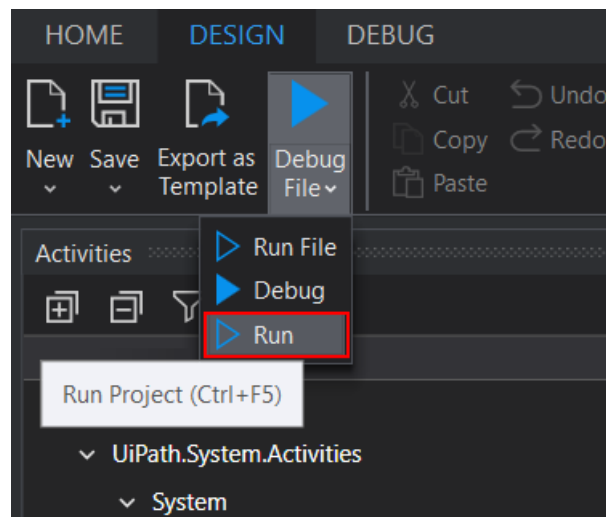 HOME DESIGN DEBUG
New Save Export as Template Debug File
Cut Undo
Copy Redo
Paste
Activities
Run File
Debug
Run
Run Project (Ctrl+F5)
UiPath.System.Activities
System